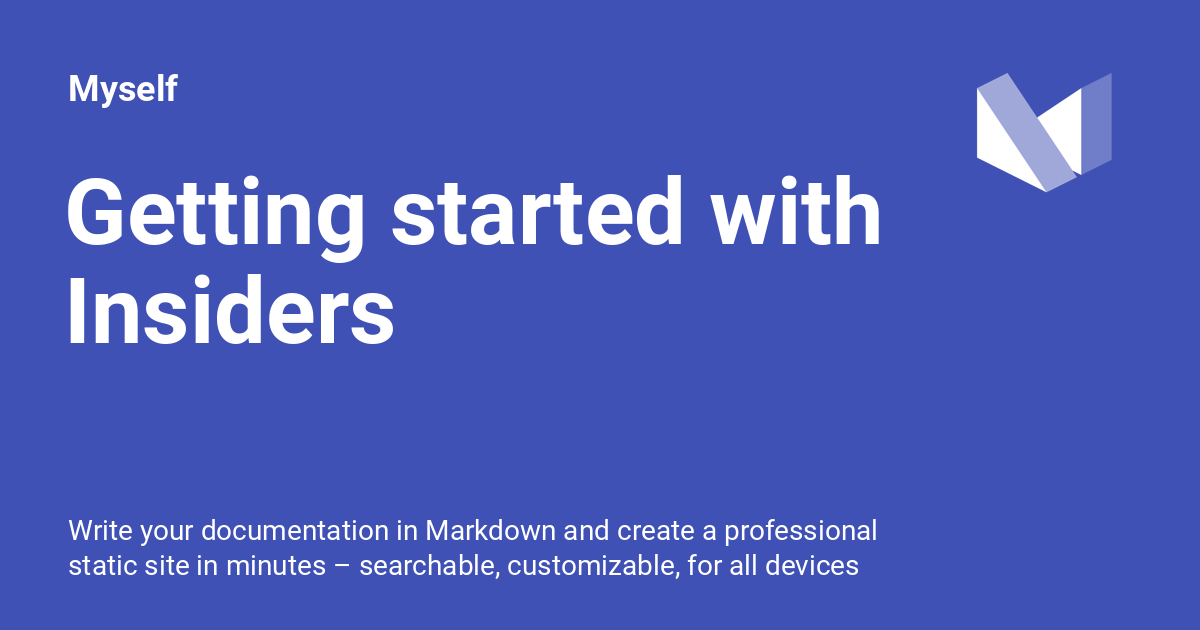 Myself
Getting started with
Insiders
Write your documentation in Markdown and create a professional
static site in minutes – searchable, customizable, for all devices